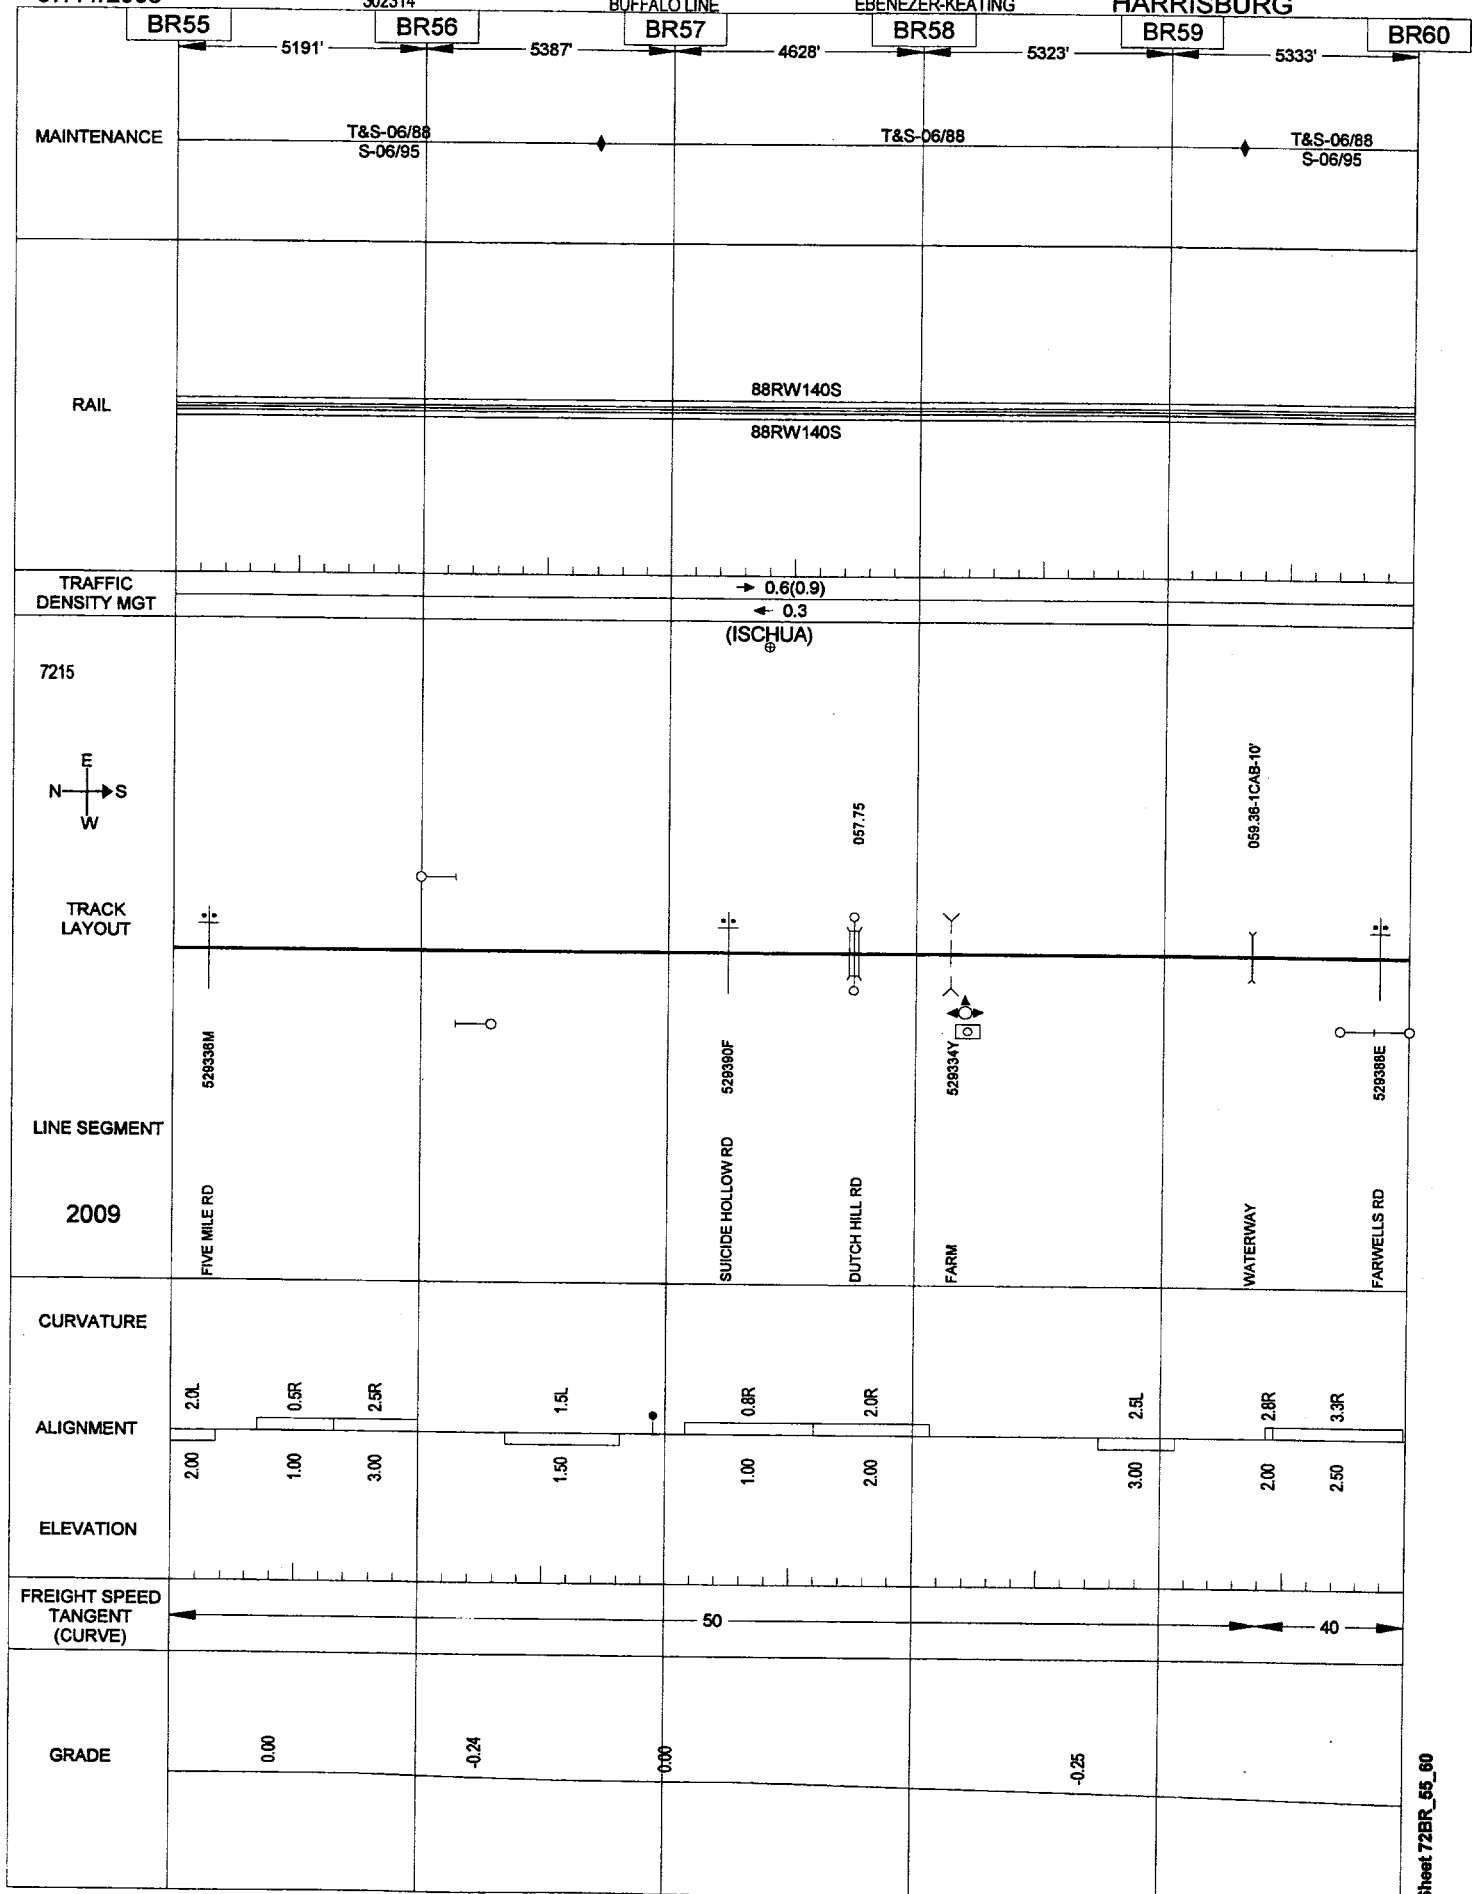 BUFFALO LINE EBENEZER-KEATING HARRISBURG
BR55 BR56 BR57 BR58 BR59 BR60
5191' 5387' 4628' 5323' 5333'
MAINTENANCE
T&S-06/88
S-06/95
T&S-06/88
T&S-06/88
S-06/95
RAIL
88RW140S
88RW140S
TRAFFIC
DENSITY MGT
0.6(0.9)
0.3
(ISCHUA)
7215
E
N S
W
057.75
059.36-1CAB-10'
TRACK
LAYOUT
529336M
529390F
529334Y
529388E
LINE SEGMENT
2009
FIVE MILE RD
SUICIDE HOLLOW RD
DUTCH HILL RD
FARM
WATERWAY
FARWELLS RD
CURVATURE
2.0L 0.5R 2.5R 1.5L 0.8R 2.0R 2.5L 2.8R 3.3R
ALIGNMENT
2.00 1.00 3.00 1.50 1.00 2.00 3.00 2.00 2.50
ELEVATION
FREIGHT SPEED
TANGENT
(CURVE)
50 40
GRADE
0.00 -0.24 0.00 -0.25
Sheet 72BR_55_60